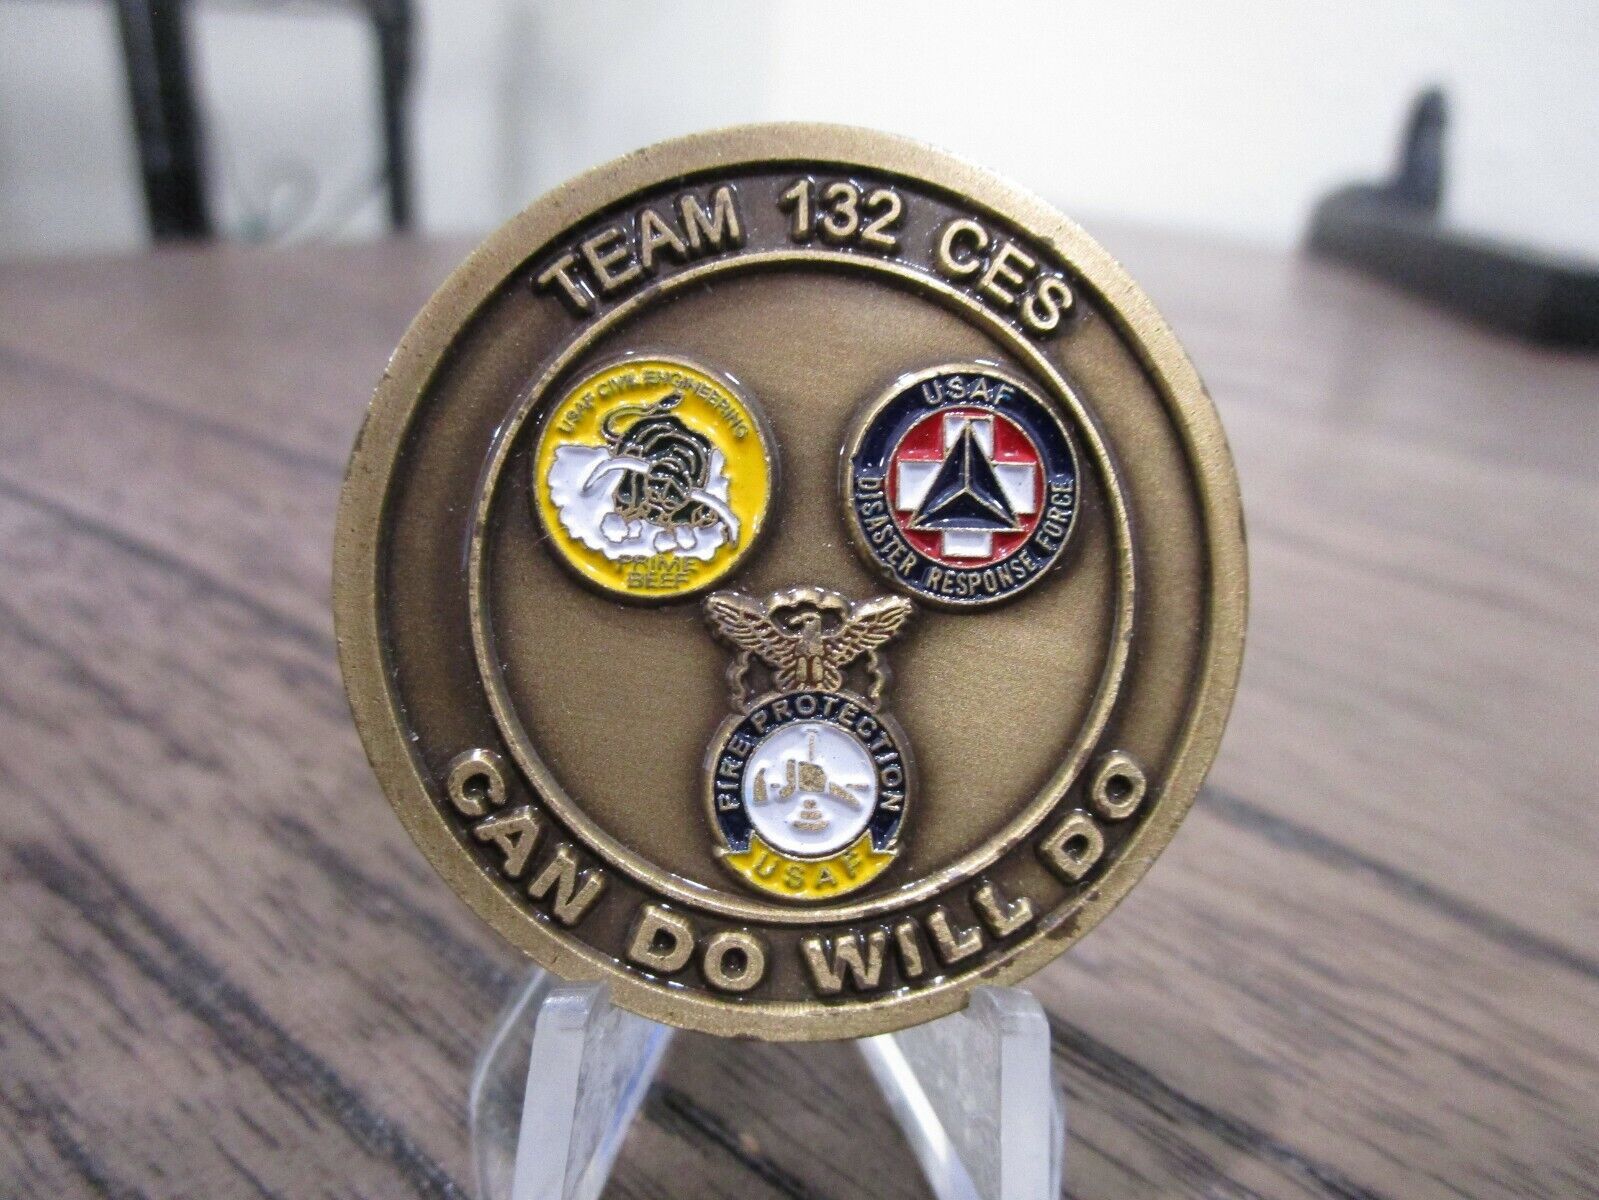 TEAM 132 CES
USAF CIVIL ENGINEERING
PRIME
BEEF
USAF
DISASTER RESPONSE FORCE
FIRE PROTECTION
USAF
CAN DO WILL DO